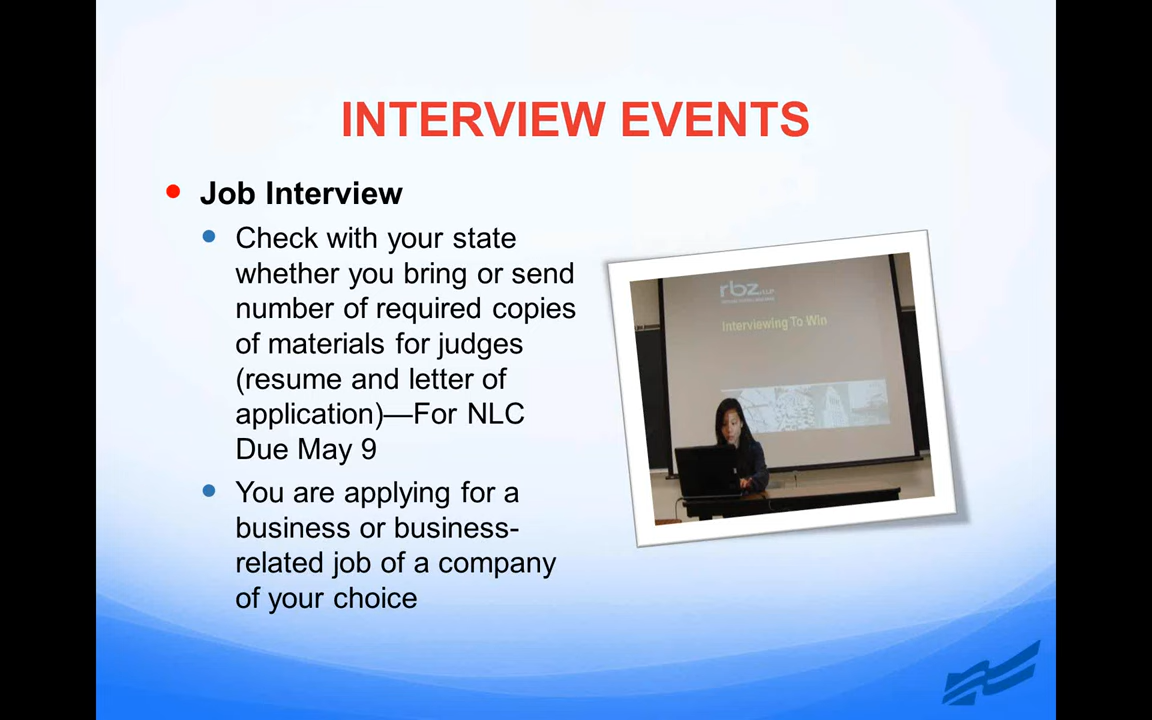 INTERVIEW EVENTS
Job Interview
Check with your state
whether you bring or send
number of required copies
of materials for judges
(resume and letter of
application)—For NLC
Due May 9
You are applying for a
business or business-
related job of a company
of your choice
rbz
Interviewing To Win